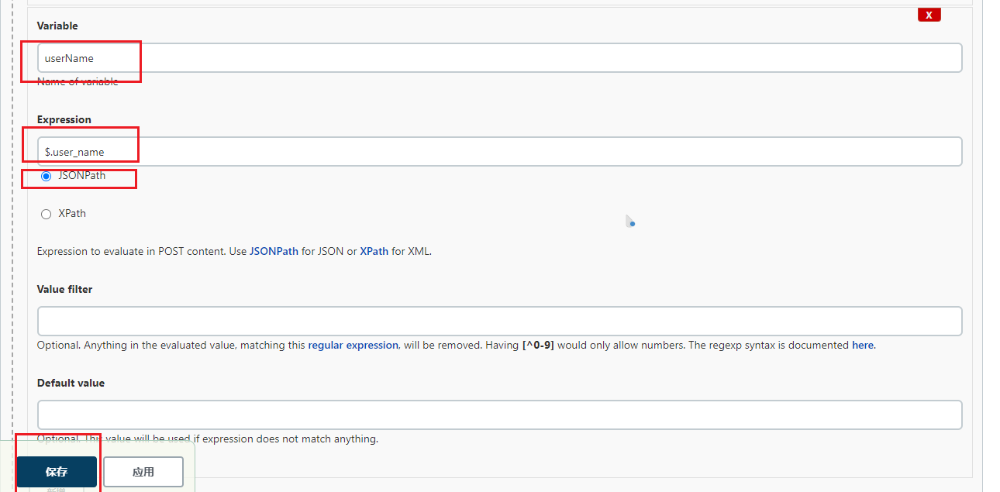 X
Variable
userName
Name of variable
Expression
$.user_name
JSONPath
XPath
Expression to evaluate in POST content. Use JSONPath for JSON or XPath for XML.
Value filter
Optional. Anything in the evaluated value, matching this regular expression, will be removed. Having [^0-9] would only allow numbers. The regexp syntax is documented here.
Default value
Optional. This value will be used if expression does not match anything.
保存
应用
新增